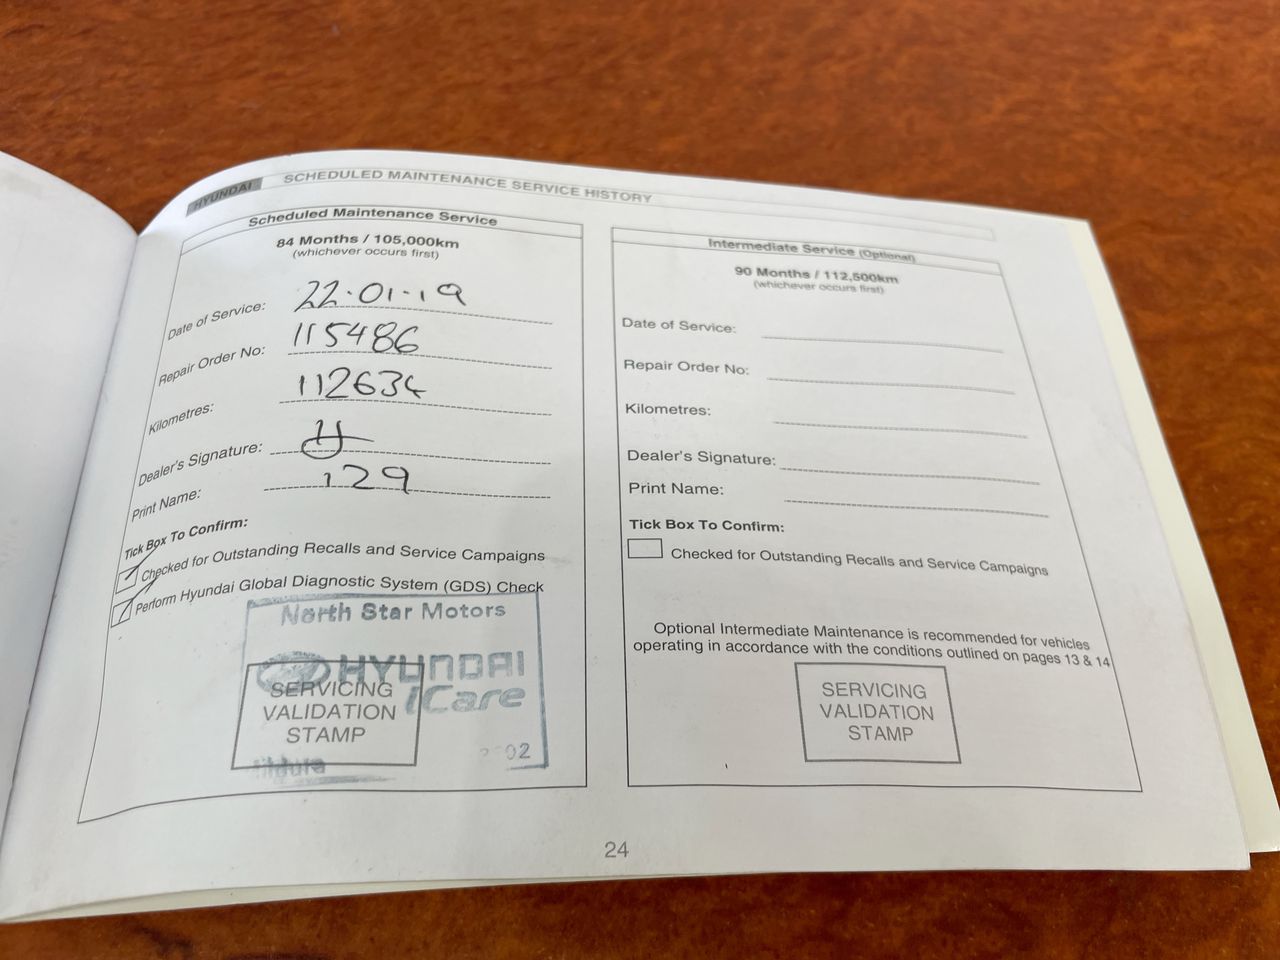 HYUNDAI SCHEDULED MAINTENANCE SERVICE HISTORY
Scheduled Maintenance Service
84 Months / 105,000km
(whichever occurs first)
Date of Service: 22.01.19
Repair Order No: 115486
Kilometres: 112634
Dealer's Signature:
Print Name: 129
Tick Box To Confirm:
Checked for Outstanding Recalls and Service Campaigns
Perform Hyundai Global Diagnostic System (GDS) Check
North Star Motors
HYUNDAI
iCare
SERVICING
VALIDATION
STAMP
Intermediate Service (Optional)
90 Months / 112,500km
(whichever occurs first)
Date of Service:
Repair Order No:
Kilometres:
Dealer's Signature:
Print Name:
Tick Box To Confirm:
Checked for Outstanding Recalls and Service Campaigns
Optional Intermediate Maintenance is recommended for vehicles
operating in accordance with the conditions outlined on pages 13 & 14
SERVICING
VALIDATION
STAMP
24